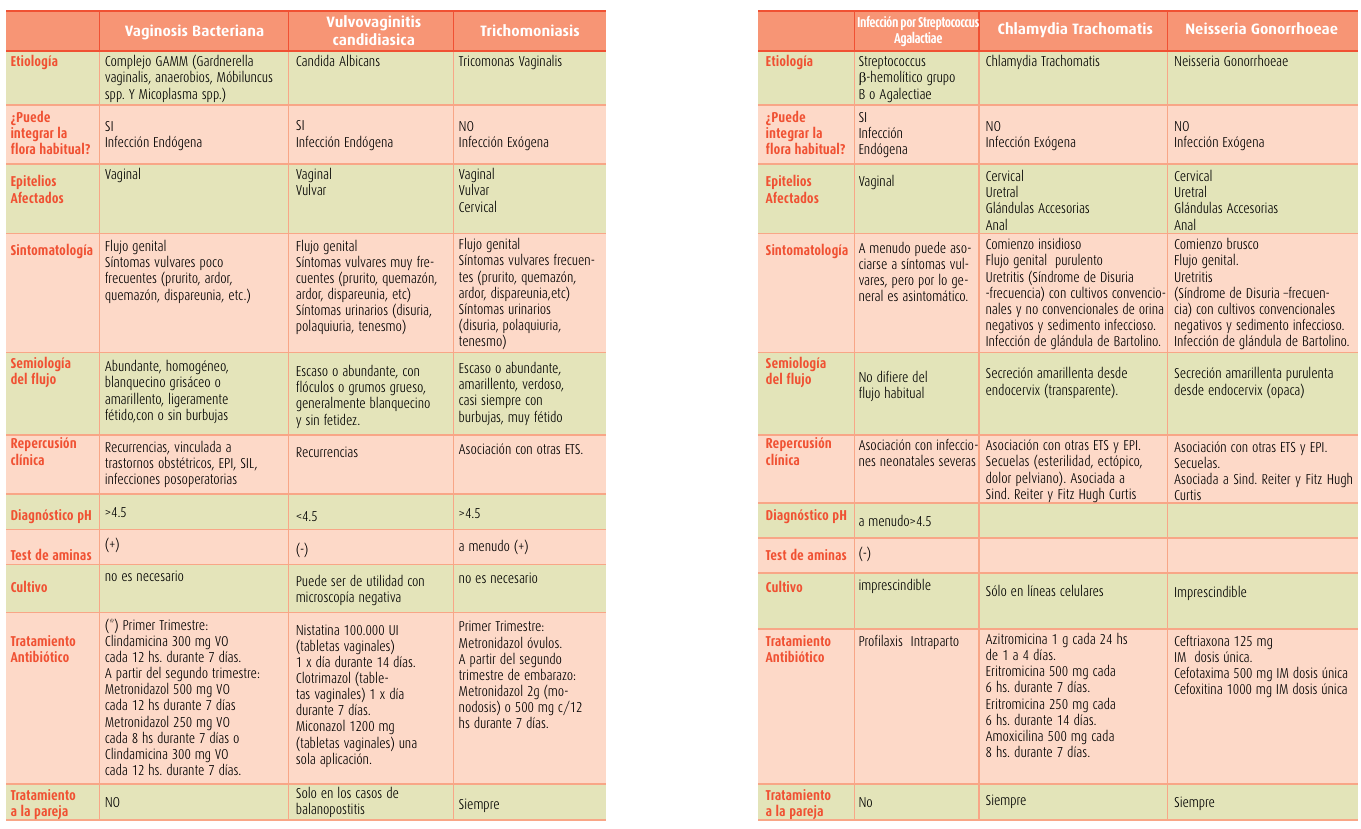 Vaginosis Bacteriana
Vulvovaginitis
candidiasica
Trichomoniasis
Etiología
Complejo GAMM (Gardnerella
vaginalis, anaerobios, Móbiluncus
spp. Y Micoplasma spp.)
Candida Albicans
Tricomonas Vaginalis
¿Puede
integrar la
flora habitual?
SI
Infección Endógena
SI
Infección Endógena
NO
Infección Exógena
Epitelios
Afectados
Vaginal
Vaginal
Vulvar
Vaginal
Vulvar
Cervical
Sintomatología
Flujo genital
Síntomas vulvares poco
frecuentes (prurito, ardor,
quemazón, dispareunia, etc.)
Flujo genital
Síntomas vulvares muy fre-
cuentes (prurito, quemazón,
ardor, dispareunia, etc)
Síntomas urinarios (disuria,
polaquiuria, tenesmo)
Flujo genital
Síntomas vulvares frecuen-
tes (prurito, quemazón,
ardor, dispareunia,etc)
Síntomas urinarios
(disuria, polaquiuria,
tenesmo)
Semiología
del flujo
Abundante, homogéneo,
blanquecino grisáceo o
amarillento, ligeramente
fétido,con o sin burbujas
Escaso o abundante, con
flóculos o grumos grueso,
generalmente blanquecino
y sin fetidez.
Escaso o abundante,
amarillento, verdoso,
casi siempre con
burbujas, muy fétido
Repercusión
clínica
Recurrencias, vinculada a
trastornos obstétricos, EPI, SIL,
infecciones posoperatorias
Recurrencias
Asociación con otras ETS.
Diagnóstico pH
>4.5
<4.5
>4.5
Test de aminas
(+)
(-)
a menudo (+)
Cultivo
no es necesario
Puede ser de utilidad con
microscopía negativa
no es necesario
Tratamiento
Antibiótico
(*) Primer Trimestre:
Clindamicina 300 mg VO
cada 12 hs. durante 7 días.
A partir del segundo trimestre:
Metronidazol 500 mg VO
cada 12 hs durante 7 días
Metronidazol 250 mg VO
cada 8 hs durante 7 días o
Clindamicina 300 mg VO
cada 12 hs. durante 7 días.
Nistatina 100.000 UI
(tabletas vaginales)
1 x día durante 14 días.
Clotrimazol (table-
tas vaginales) 1 x día
durante 7 días.
Miconazol 1200 mg
(tabletas vaginales) una
sola aplicación.
Primer Trimestre:
Metronidazol óvulos.
A partir del segundo
trimestre de embarazo:
Metronidazol 2g (mo-
nodosis) o 500 mg c/12
hs durante 7 días.
Tratamiento
a la pareja
NO
Solo en los casos de
balanopostitis
Siempre
Infección por Streptococcus
Agalactiae
Chlamydia Trachomatis
Neisseria Gonorrhoeae
Etiología
Streptococcus
β-hemolítico grupo
B o Agalectiae
Chlamydia Trachomatis
Neisseria Gonorrhoeae
¿Puede
integrar la
flora habitual?
SI
Infección
Endógena
NO
Infección Exógena
NO
Infección Exógena
Epitelios
Afectados
Vaginal
Cervical
Uretral
Glándulas Accesorias
Anal
Cervical
Uretral
Glándulas Accesorias
Anal
Sintomatología
A menudo puede aso-
ciarse a síntomas vul-
vares, pero por lo ge-
neral es asintomático.
Comienzo insidioso
Flujo genital purulento
Uretritis (Síndrome de Disuria
-frecuencia) con cultivos convencio-
nales y no convencionales de orina
negativos y sedimento infeccioso.
Infección de glándula de Bartolino.
Comienzo brusco
Flujo genital.
Uretritis
(Síndrome de Disuria –frecuen-
cia) con cultivos convencionales
negativos y sedimento infeccioso.
Infección de glándula de Bartolino.
Semiología
del flujo
No difiere del
flujo habitual
Secreción amarillenta desde
endocervix (transparente).
Secreción amarillenta purulenta
desde endocervix (opaca)
Repercusión
clínica
Asociación con infeccio-
nes neonatales severas
Asociación con otras ETS y EPI.
Secuelas (esterilidad, ectópico,
dolor pelviano). Asociada a
Sind. Reiter y Fitz Hugh Curtis
Asociación con otras ETS y EPI.
Secuelas.
Asociada a Sind. Reiter y Fitz Hugh
Curtis
Diagnóstico pH
a menudo>4.5
Test de aminas
(-)
Cultivo
imprescindible
Sólo en líneas celulares
Imprescindible
Tratamiento
Antibiótico
Profilaxis Intraparto
Azitromicina 1 g cada 24 hs
de 1 a 4 días.
Eritromicina 500 mg cada
6 hs. durante 7 días.
Eritromicina 250 mg cada
6 hs. durante 14 días.
Amoxicilina 500 mg cada
8 hs. durante 7 días.
Ceftriaxona 125 mg
IM dosis única.
Cefotaxima 500 mg IM dosis única
Cefoxitina 1000 mg IM dosis única
Tratamiento
a la pareja
No
Siempre
Siempre